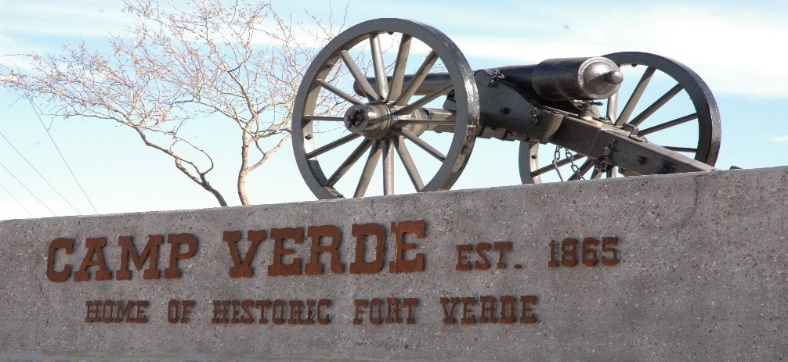 CAMP VERDE EST. 1865
HOME OF HISTORIC FORT VERDE